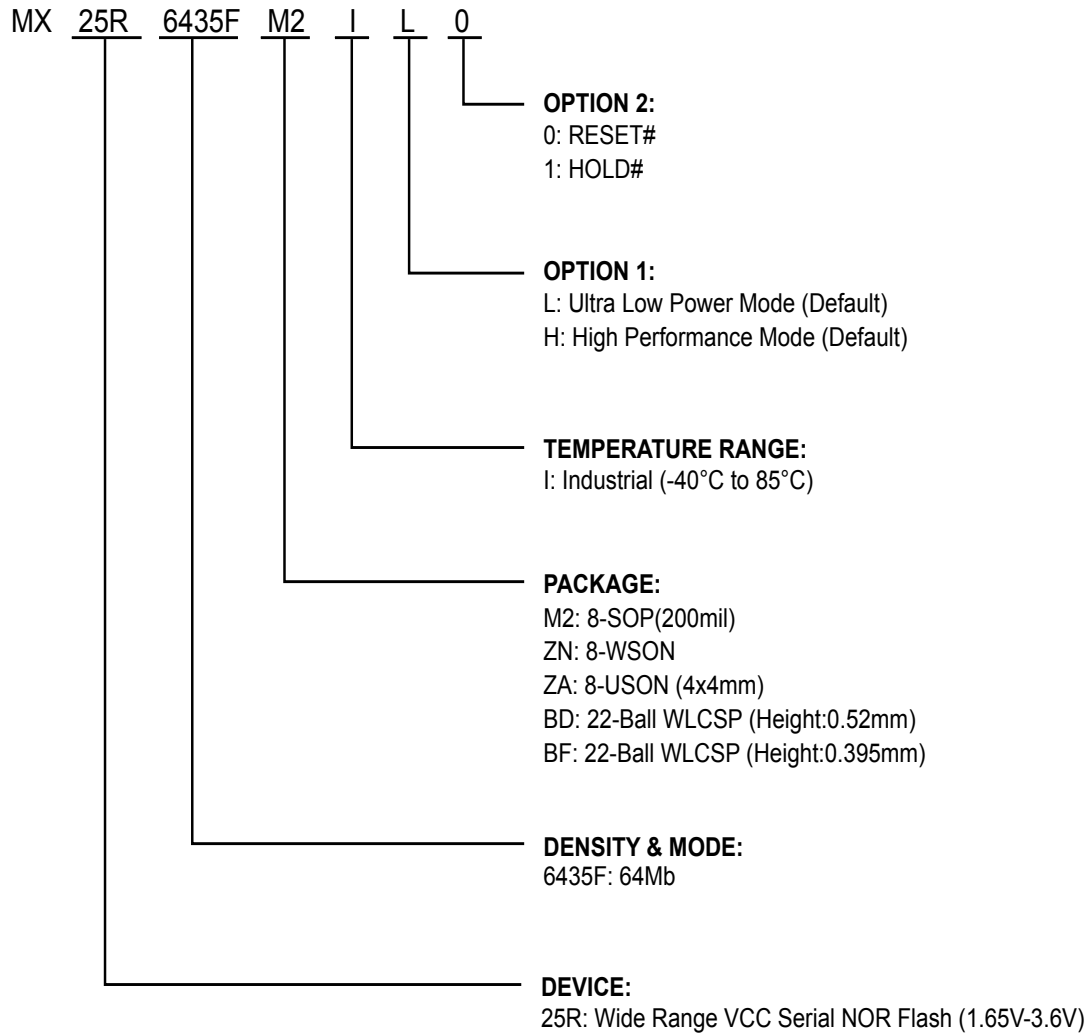 MX 25R 6435F M2 I L 0
OPTION 2:
0: RESET#
1: HOLD#
OPTION 1:
L: Ultra Low Power Mode (Default)
H: High Performance Mode (Default)
TEMPERATURE RANGE:
I: Industrial (-40°C to 85°C)
PACKAGE:
M2: 8-SOP(200mil)
ZN: 8-WSON
ZA: 8-USON (4x4mm)
BD: 22-Ball WLCSP (Height:0.52mm)
BF: 22-Ball WLCSP (Height:0.395mm)
DENSITY & MODE:
6435F: 64Mb
DEVICE:
25R: Wide Range VCC Serial NOR Flash (1.65V-3.6V)